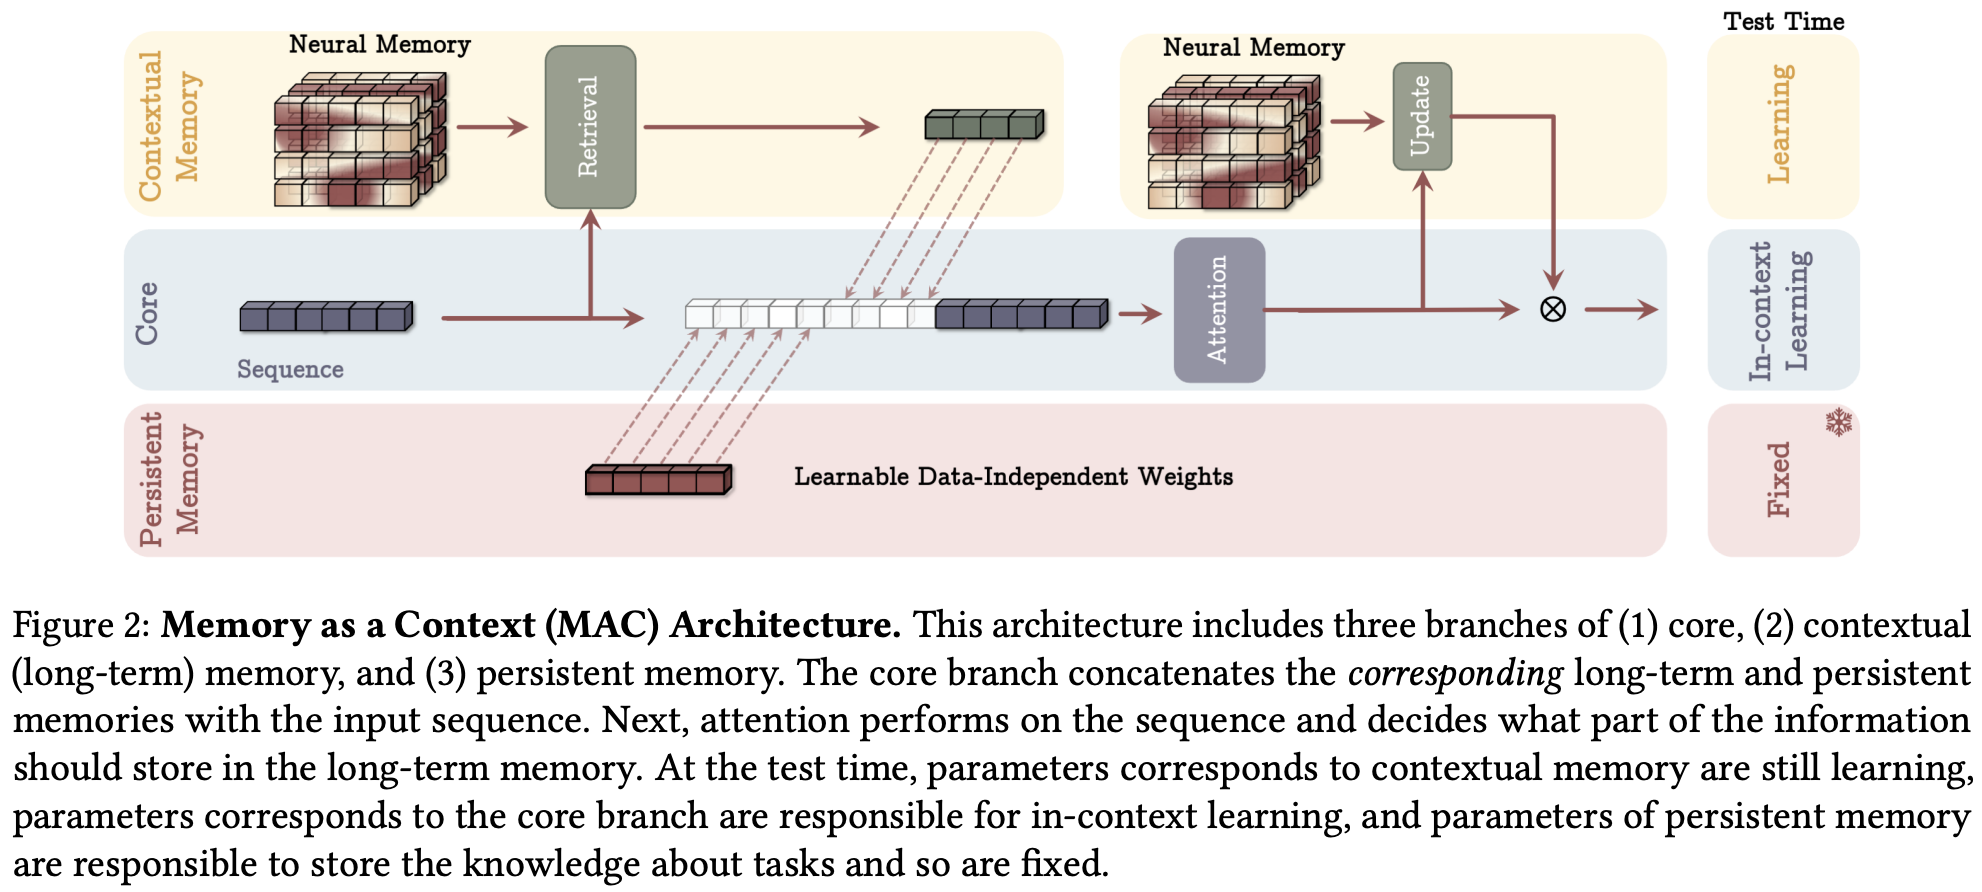 Test Time
Neural Memory
Neural Memory
Contextual
Memory
Retrieval
Update
Learning
Core
Sequence
Attention
In-context
Learning
Persistent
Memory
Learnable Data-Independent Weights
Fixed
Figure 2: Memory as a Context (MAC) Architecture. This architecture includes three branches of (1) core, (2) contextual
(long-term) memory, and (3) persistent memory. The core branch concatenates the corresponding long-term and persistent
memories with the input sequence. Next, attention performs on the sequence and decides what part of the information
should store in the long-term memory. At the test time, parameters corresponds to contextual memory are still learning,
parameters corresponds to the core branch are responsible for in-context learning, and parameters of persistent memory
are responsible to store the knowledge about tasks and so are fixed.